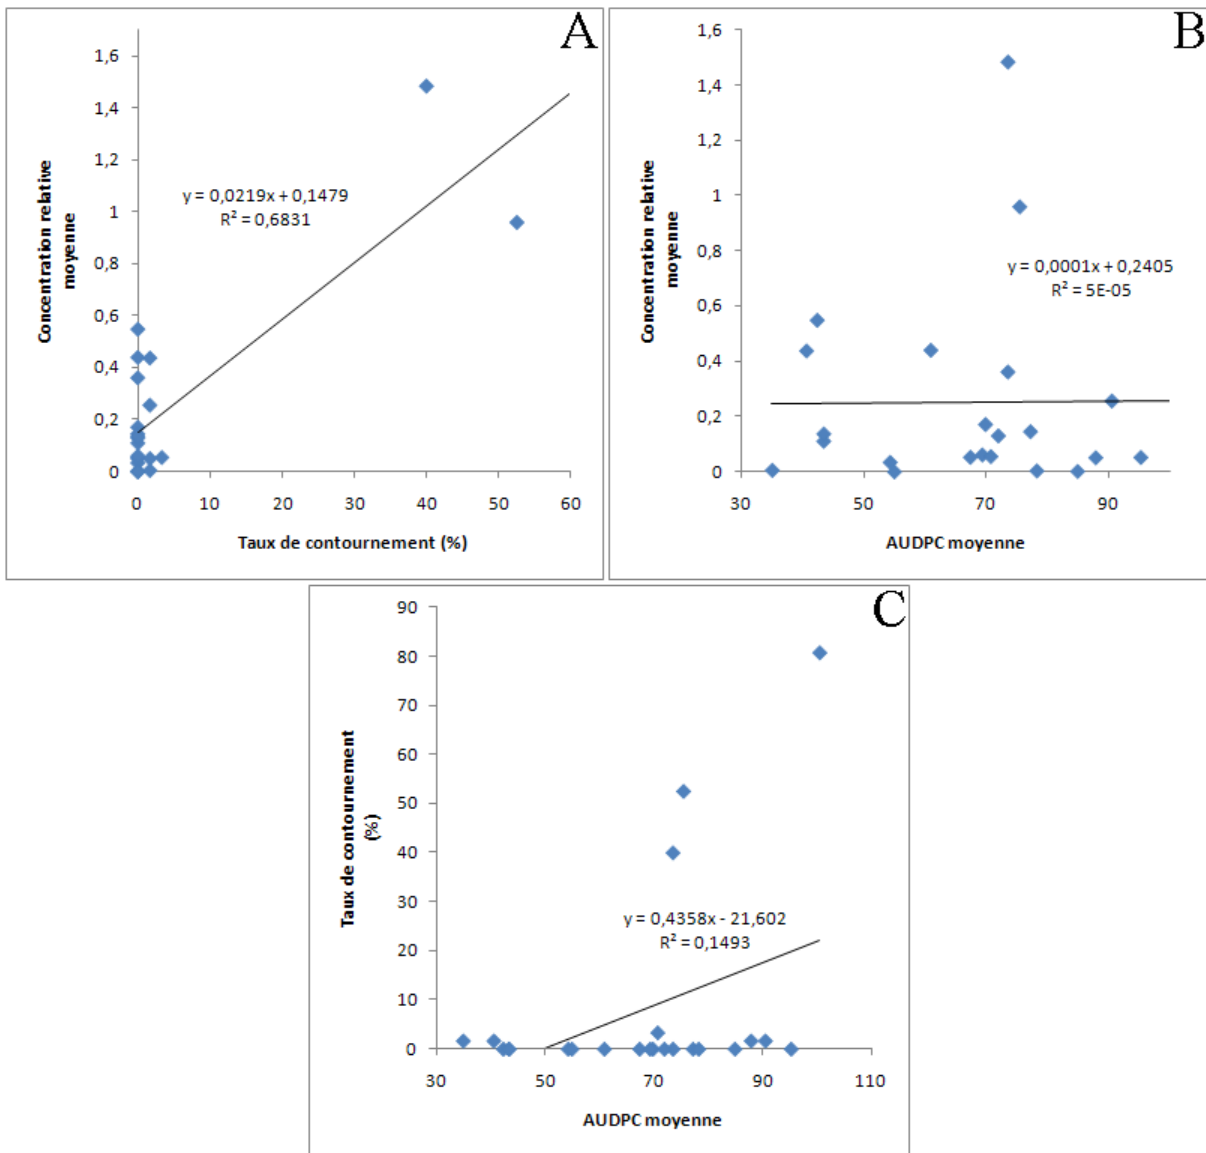 A
1,6
1,4
1,2
1
0,8
0,6
0,4
0,2
0
Concentration relative
moyenne
y = 0,0219x + 0,1479
R² = 0,6831
0 10 20 30 40 50 60
Taux de contournement (%)
B
1,6
1,4
1,2
1
0,8
0,6
0,4
0,2
0
Concentration relative
moyenne
y = 0,0001x + 0,2405
R² = 5E-05
30 50 70 90
AUDPC moyenne
C
90
80
70
60
50
40
30
20
10
0
Taux de contournement
(%)
y = 0,4358x - 21,602
R² = 0,1493
30 50 70 90 110
AUDPC moyenne